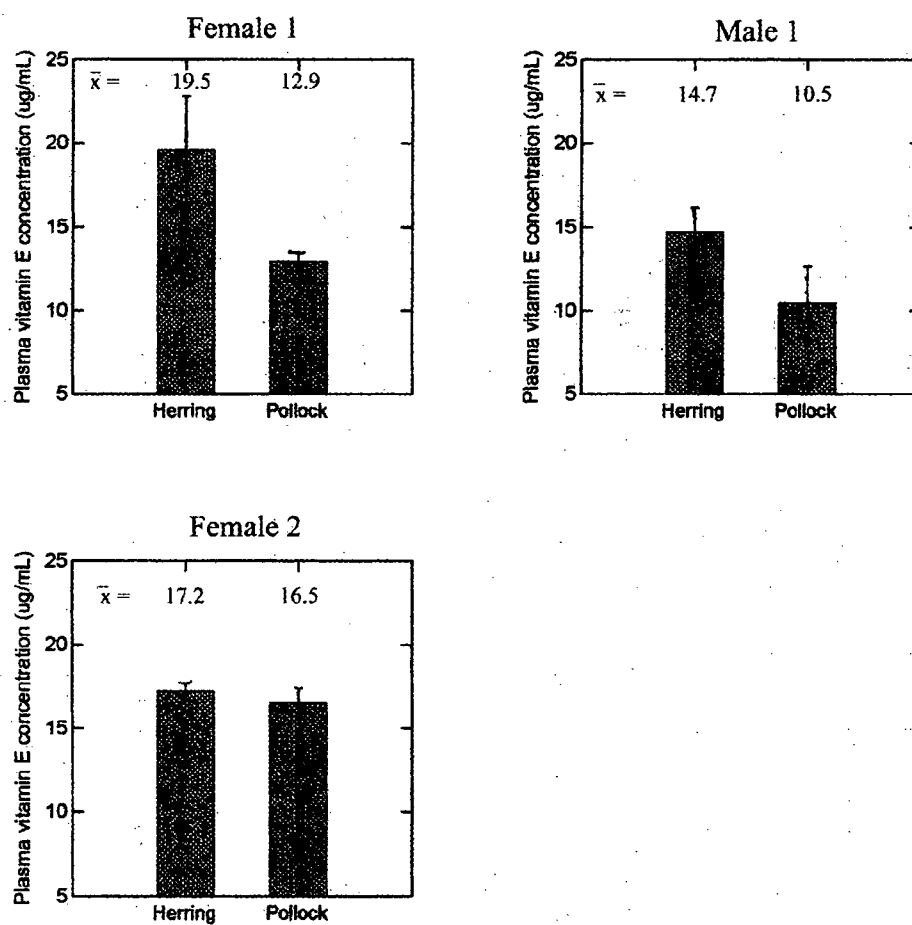 Female 1
Plasma vitamin E concentration (ug/mL)
25
20
15
10
5
x̄ = 19.5 12.9
Herring Pollock
Male 1
Plasma vitamin E concentration (ug/mL)
25
20
15
10
5
x̄ = 14.7 10.5
Herring Pollock
Female 2
Plasma vitamin E concentration (ug/mL)
25
20
15
10
5
x̄ = 17.2 16.5
Herring Pollock